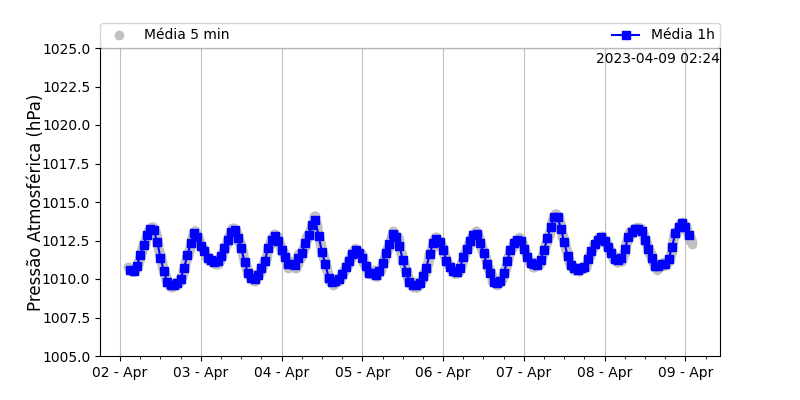 Média 5 min
Média 1h
2023-04-09 02:24
Pressão Atmosférica (hPa)
1025.0
1022.5
1020.0
1017.5
1015.0
1012.5
1010.0
1007.5
1005.0
02 - Apr
03 - Apr
04 - Apr
05 - Apr
06 - Apr
07 - Apr
08 - Apr
09 - Apr